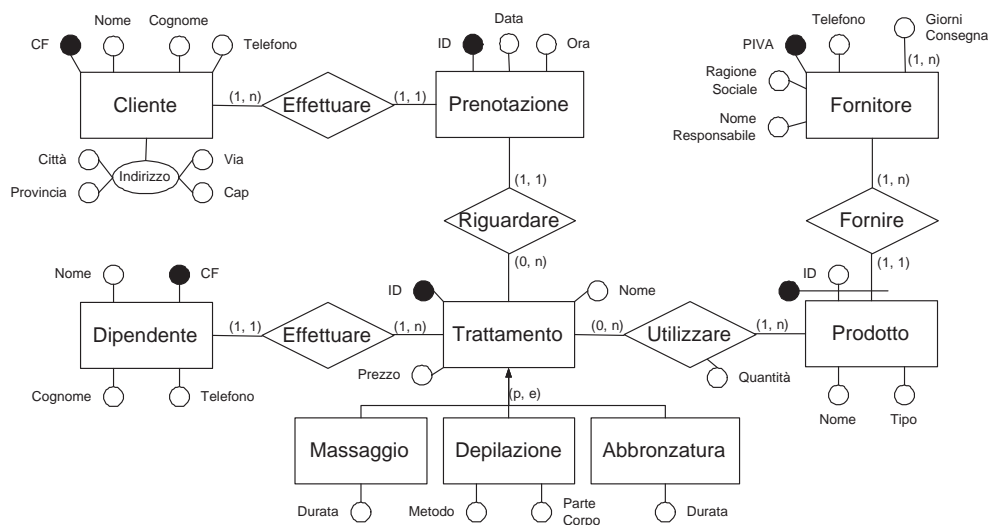 Nome
Cognome
CF
Telefono
Cliente
(1, n)
Effettuare
(1, 1)
Città
Via
Indirizzo
Provincia
Cap
Data
ID
Ora
Prenotazione
(1, 1)
Riguardare
(0, n)
Telefono
Giorni
Consegna
PIVA
(1, n)
Ragione
Sociale
Fornitore
Nome
Responsabile
(1, n)
Fornire
(1, 1)
Nome
CF
Dipendente
(1, 1)
Effettuare
(1, n)
Cognome
Telefono
ID
Nome
Trattamento
Prezzo
(0, n)
Utilizzare
(1, n)
Quantità
ID
Prodotto
Nome
Tipo
(p, e)
Massaggio
Depilazione
Abbronzatura
Durata
Metodo
Parte
Corpo
Durata